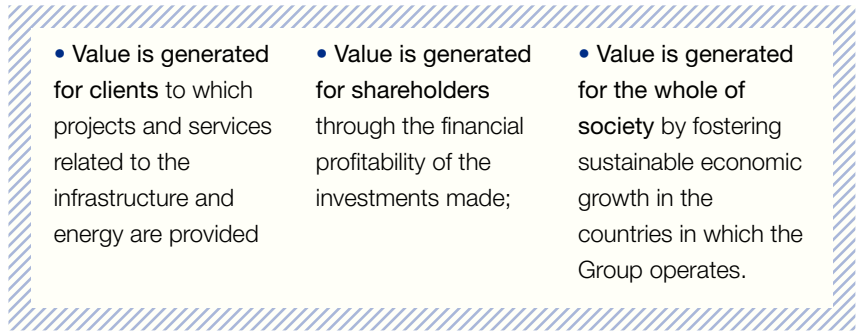 • Value is generated
for clients to which
projects and services
related to the
infrastructure and
energy are provided
• Value is generated
for shareholders
through the financial
profitability of the
investments made;
• Value is generated
for the whole of
society by fostering
sustainable economic
growth in the
countries in which the
Group operates.